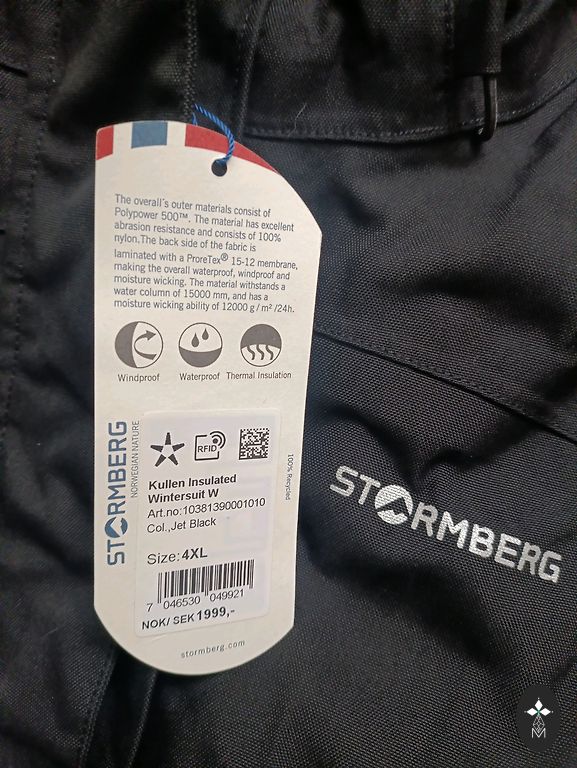 The overall's outer materials consist of
Polypower 500™. The material has excellent
abrasion resistance and consists of 100%
nylon.The back side of the fabric is
laminated with a ProreTex® 15-12 membrane,
making the overall waterproof, windproof and
moisture wicking. The material withstands a
water column of 15000 mm, and has a
moisture wicking ability of 12000 g / m² /24h.
Windproof
Waterproof
Thermal Insulation
STORMBERG
NORWEGIAN NATURE
RFID
Kullen Insulated
Wintersuit W
Art.no:10381390001010
Col.,Jet Black
Size:4XL
7 046530 049921
NOK/ SEK 1999,-
100% Recycled
stormberg.com
STORMBERG
M